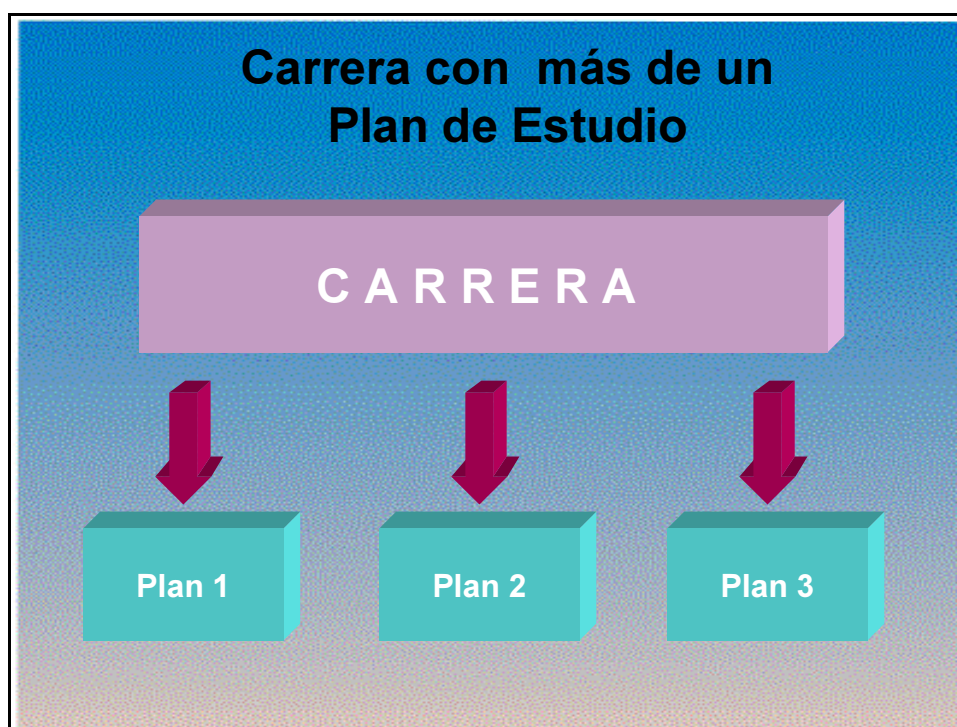 Carrera con  más de un
Plan de Estudio
C A R R E R A
Plan 1
Plan 2
Plan 3